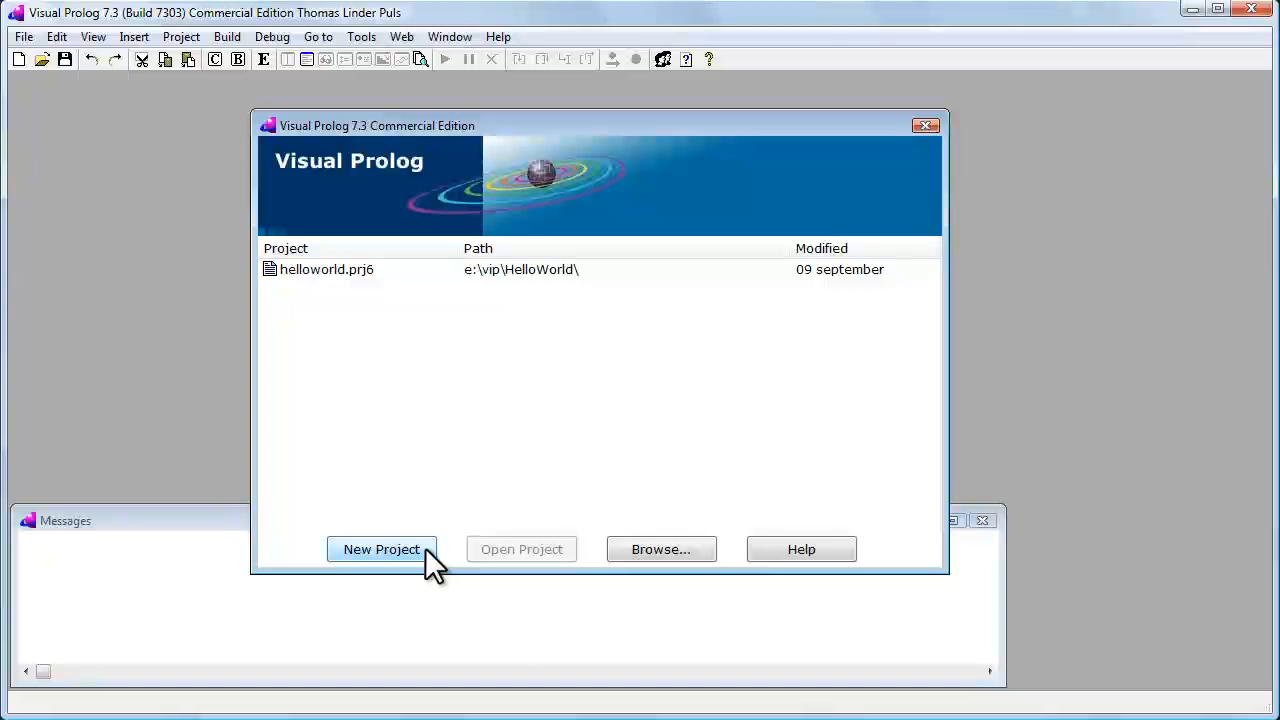 Visual Prolog 7.3 (Build 7303) Commercial Edition Thomas Linder Puls
File Edit View Insert Project Build Debug Go to Tools Web Window Help
C B E
Visual Prolog 7.3 Commercial Edition
Visual Prolog
Project Path Modified
helloworld.prj6 e:\vip\HelloWorld\ 09 september
Messages
New Project Open Project Browse... Help